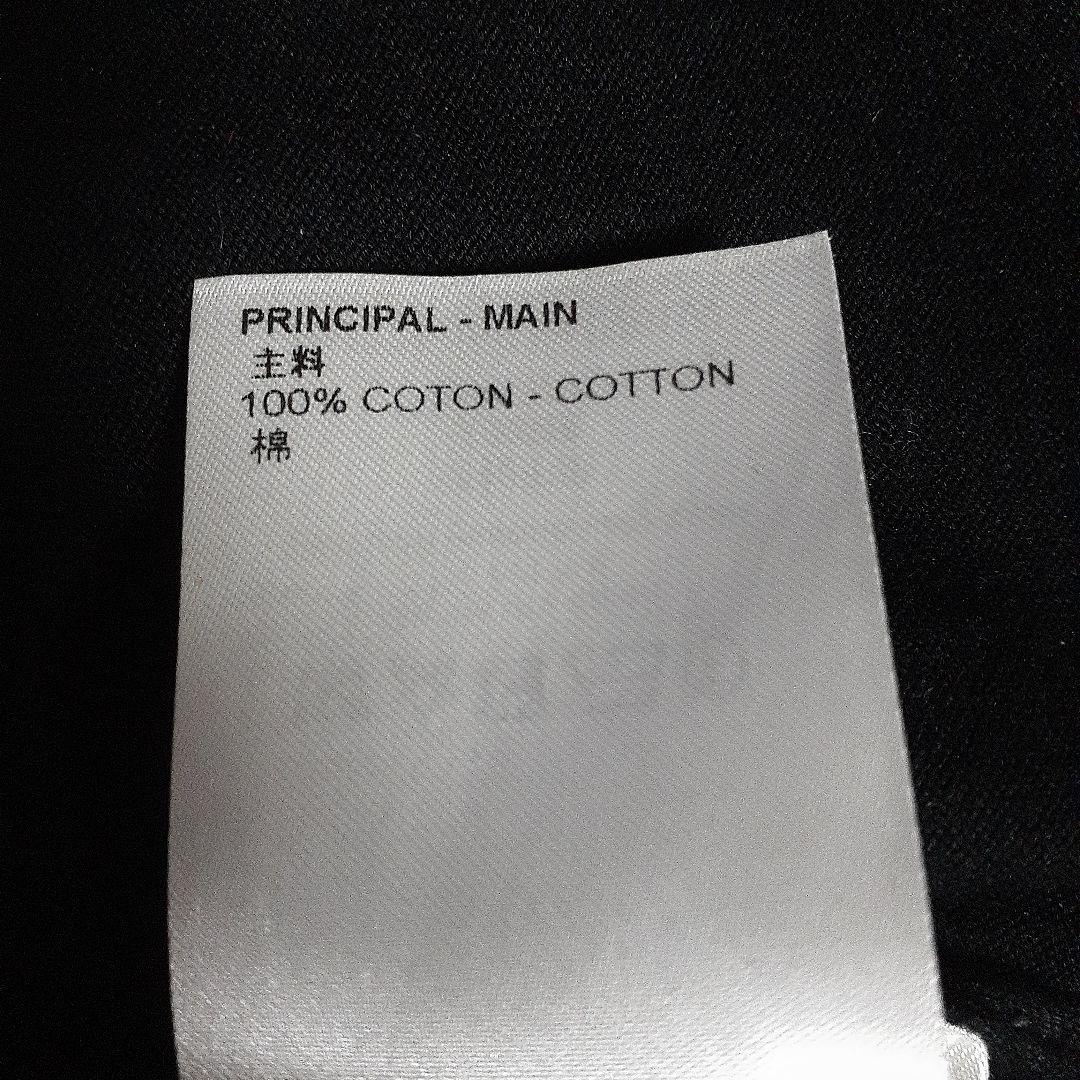 PRINCIPAL - MAIN
主料
100% COTON - COTTON
棉